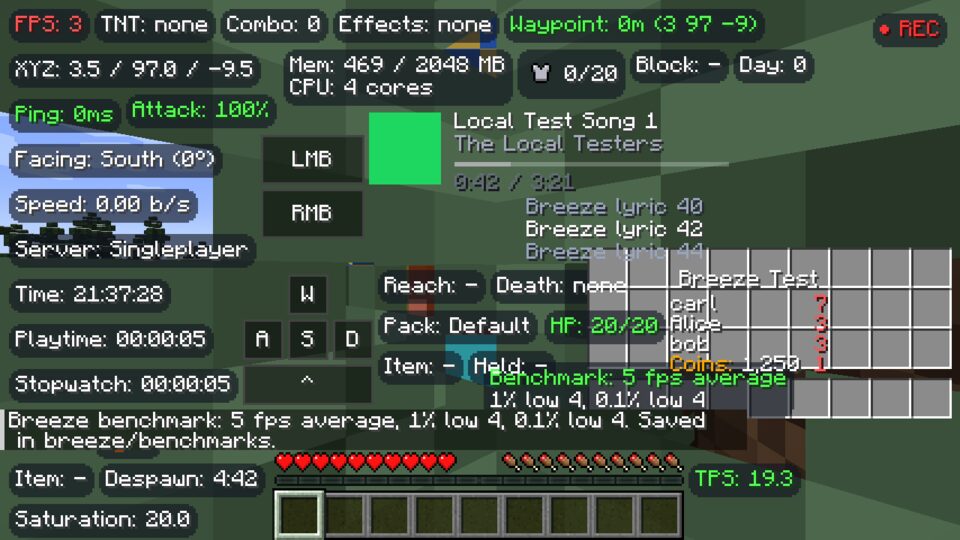 FPS: 3
TNT: none
Combo: 0
Effects: none
Waypoint: 0m (3 97 -9)
REC
XYZ: 3.5 / 97.0 / -9.5
Mem: 469 / 2048 MB
CPU: 4 cores
0/20
Block: -
Day: 0
Ping: 0ms
Attack: 100%
Local Test Song 1
The Local Testers
0:42 / 3:21
Facing: South (0°)
LMB
Speed: 0.00 b/s
RMB
Breeze lyric 40
Breeze lyric 42
Breeze lyric 44
Server: Singleplayer
Time: 21:37:28
W
Reach: -
Death: none
Breeze Test
carl 7
Alice 3
bob 3
Coins: 1,250 1
Playtime: 00:00:05
A
S
D
Pack: Default
HP: 20/20
Item: -
Held: -
Stopwatch: 00:00:05
^
Benchmark: 5 fps average
1% low 4, 0.1% low 4
Breeze benchmark: 5 fps average, 1% low 4, 0.1% low 4. Saved
in breeze/benchmarks.
Item: -
Despawn: 4:42
TPS: 19.3
Saturation: 20.0